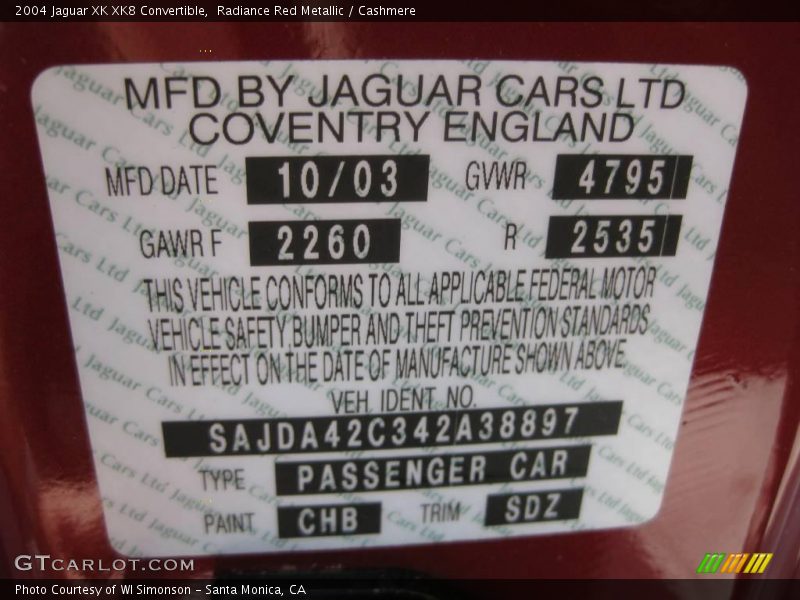 2004 Jaguar XK XK8 Convertible,  Radiance Red Metallic / Cashmere
MFD BY JAGUAR CARS LTD
COVENTRY ENGLAND
MFD DATE 10/03 GVWR 4795
GAWR F 2260 R 2535
THIS VEHICLE CONFORMS TO ALL APPLICABLE FEDERAL MOTOR
VEHICLE SAFETY, BUMPER AND THEFT PREVENTION STANDARDS
IN EFFECT ON THE DATE OF MANUFACTURE SHOWN ABOVE.
VEH. IDENT. NO.
SAJDA42C342A38897
TYPE PASSENGER CAR
PAINT CHB TRIM SDZ
GTCARLOT.COM
Photo Courtesy of WI Simonson - Santa Monica, CA